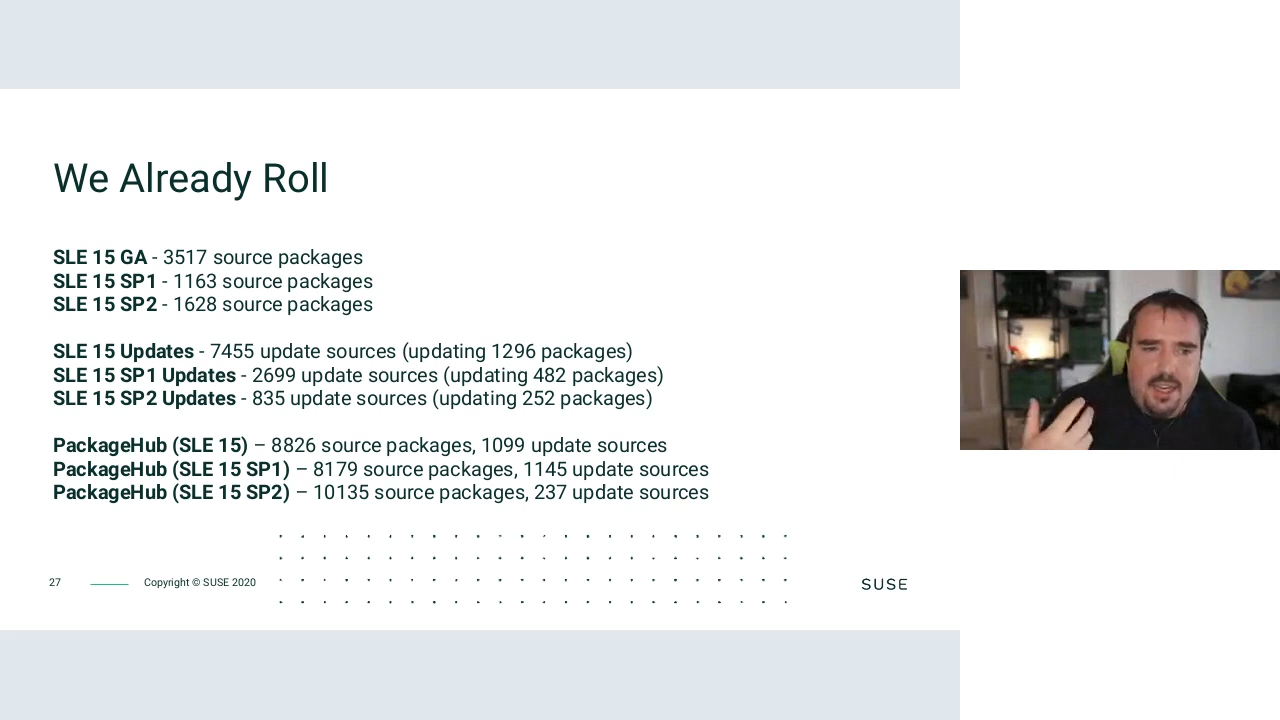 We Already Roll
SLE 15 GA - 3517 source packages
SLE 15 SP1 - 1163 source packages
SLE 15 SP2 - 1628 source packages
SLE 15 Updates - 7455 update sources (updating 1296 packages)
SLE 15 SP1 Updates - 2699 update sources (updating 482 packages)
SLE 15 SP2 Updates - 835 update sources (updating 252 packages)
PackageHub (SLE 15) – 8826 source packages, 1099 update sources
PackageHub (SLE 15 SP1) – 8179 source packages, 1145 update sources
PackageHub (SLE 15 SP2) – 10135 source packages, 237 update sources
27 Copyright © SUSE 2020 SUSE